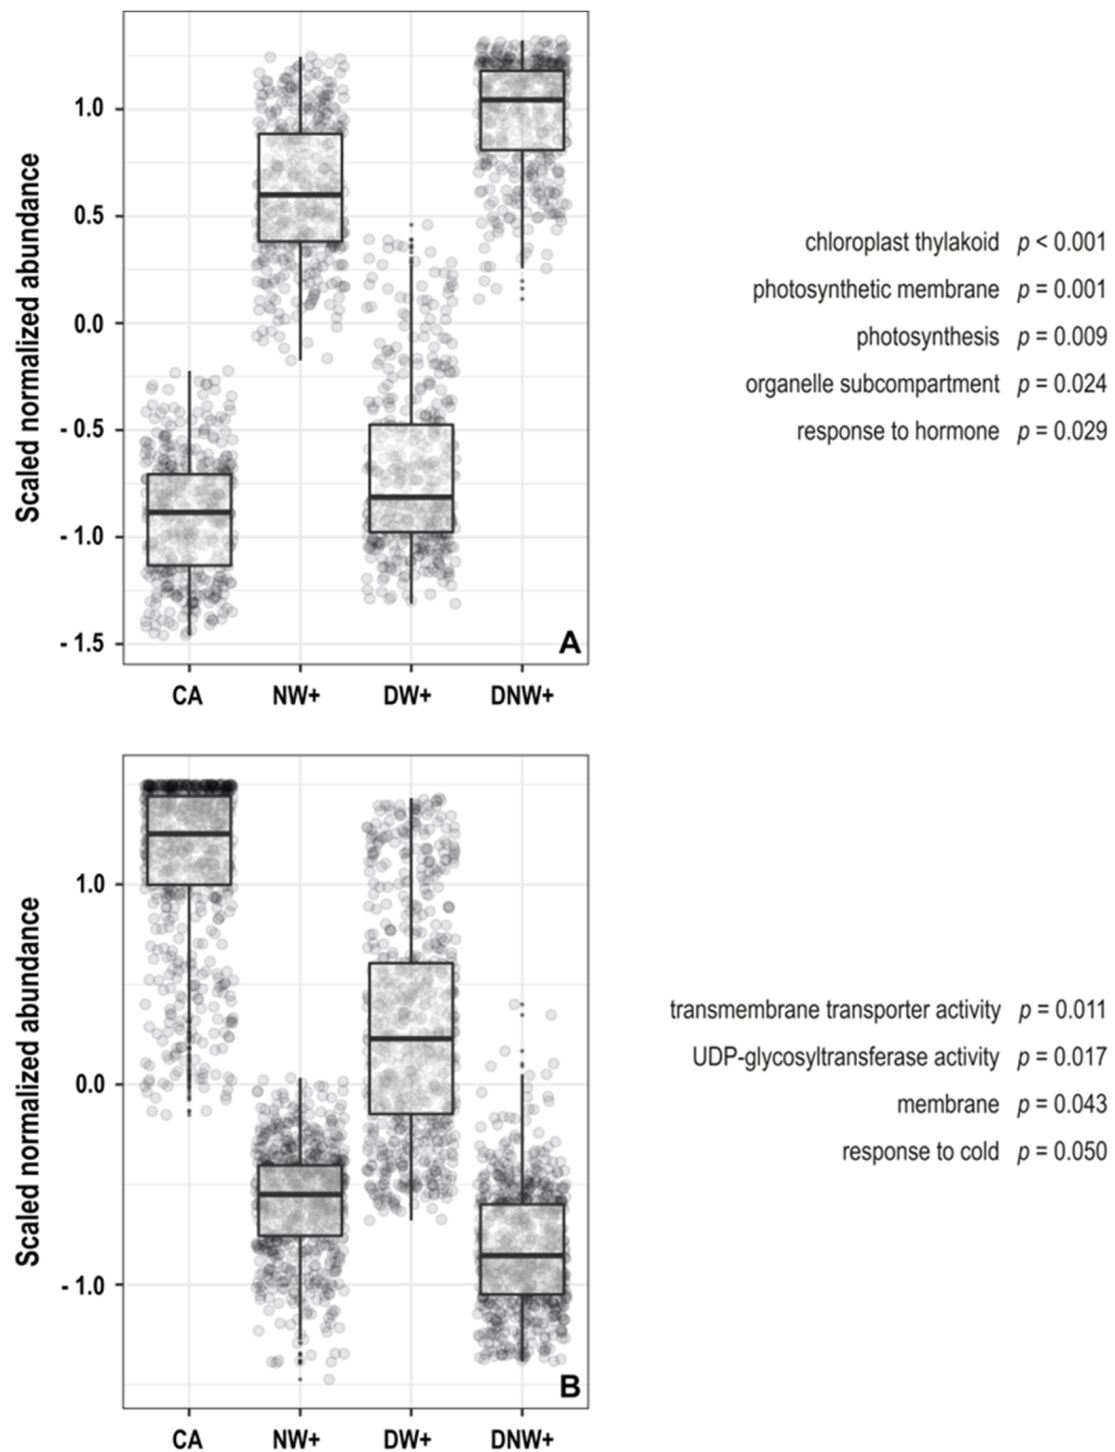 Scaled normalized abundance
1.0
0.5
0.0
- 0.5
- 1.0
- 1.5
A
CA NW+ DW+ DNW+
chloroplast thylakoid p < 0.001
photosynthetic membrane p = 0.001
photosynthesis p = 0.009
organelle subcompartment p = 0.024
response to hormone p = 0.029
Scaled normalized abundance
1.0
0.0
- 1.0
B
CA NW+ DW+ DNW+
transmembrane transporter activity p = 0.011
UDP-glycosyltransferase activity p = 0.017
membrane p = 0.043
response to cold p = 0.050